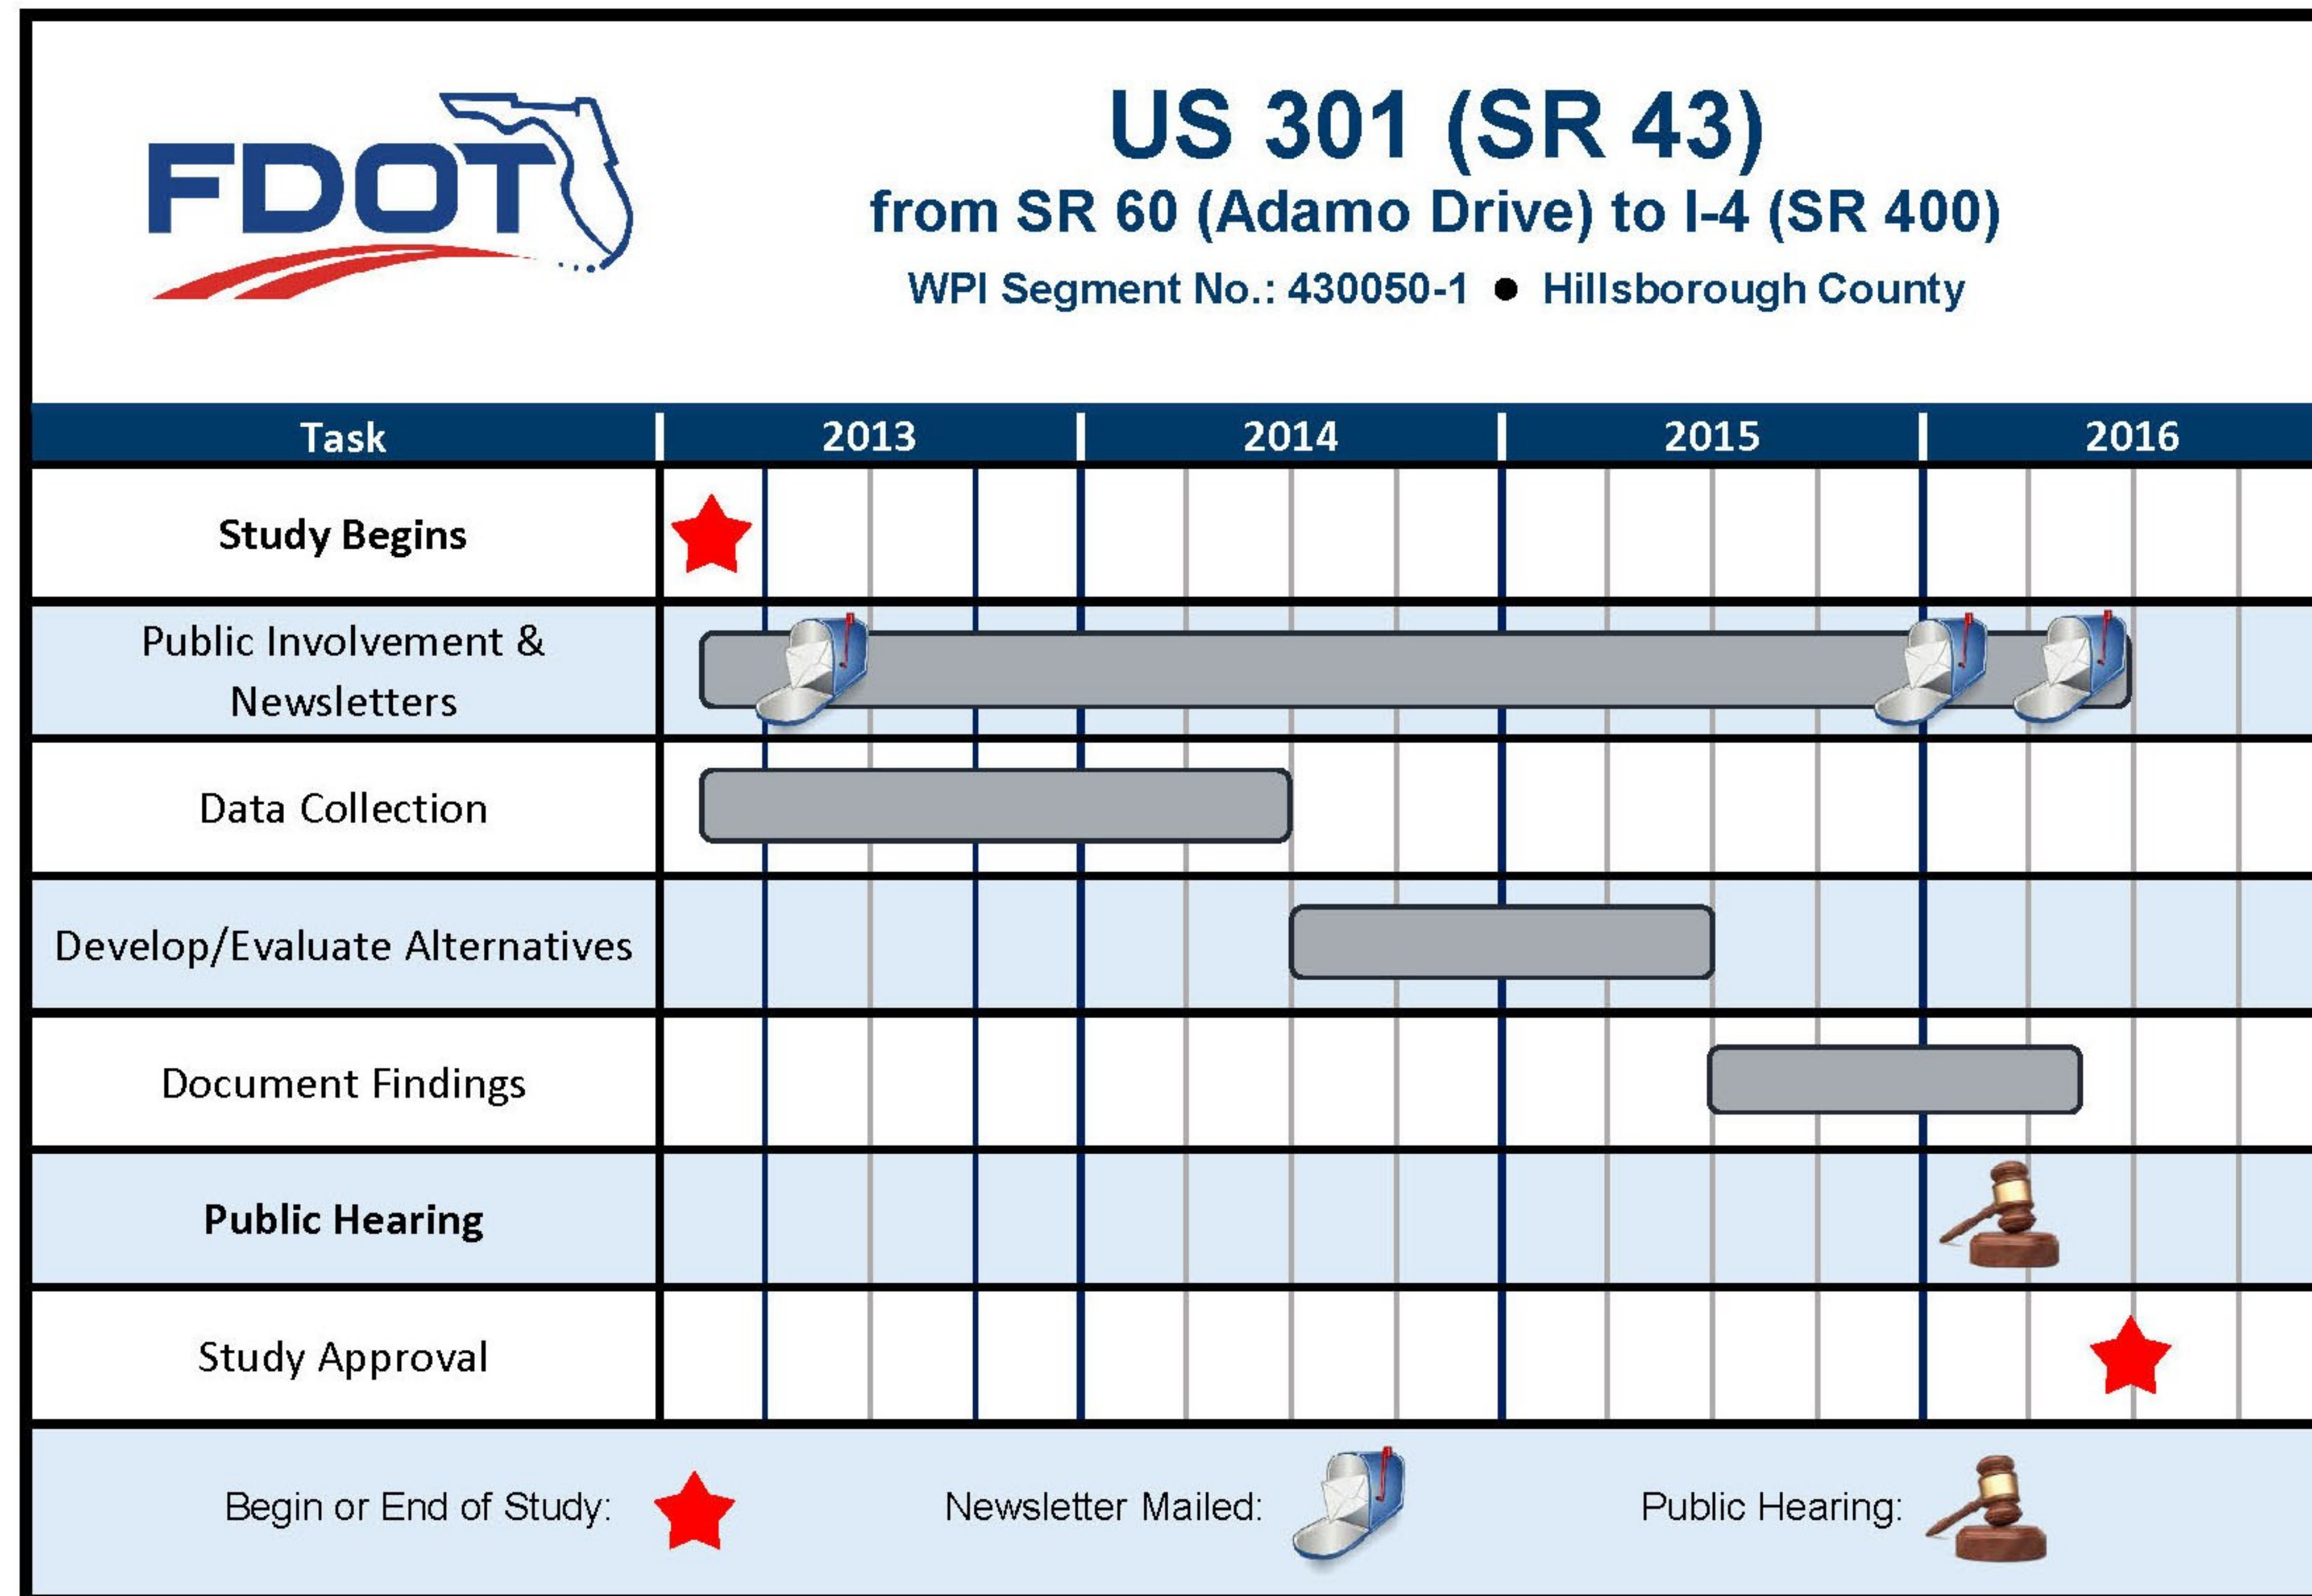 FDOT
US 301 (SR 43)
from SR 60 (Adamo Drive) to I-4 (SR 400)
WPI Segment No.: 430050-1 ● Hillsborough County
Task 2013 2014 2015 2016
Study Begins
Public Involvement &
Newsletters
Data Collection
Develop/Evaluate Alternatives
Document Findings
Public Hearing
Study Approval
Begin or End of Study: Newsletter Mailed: Public Hearing: